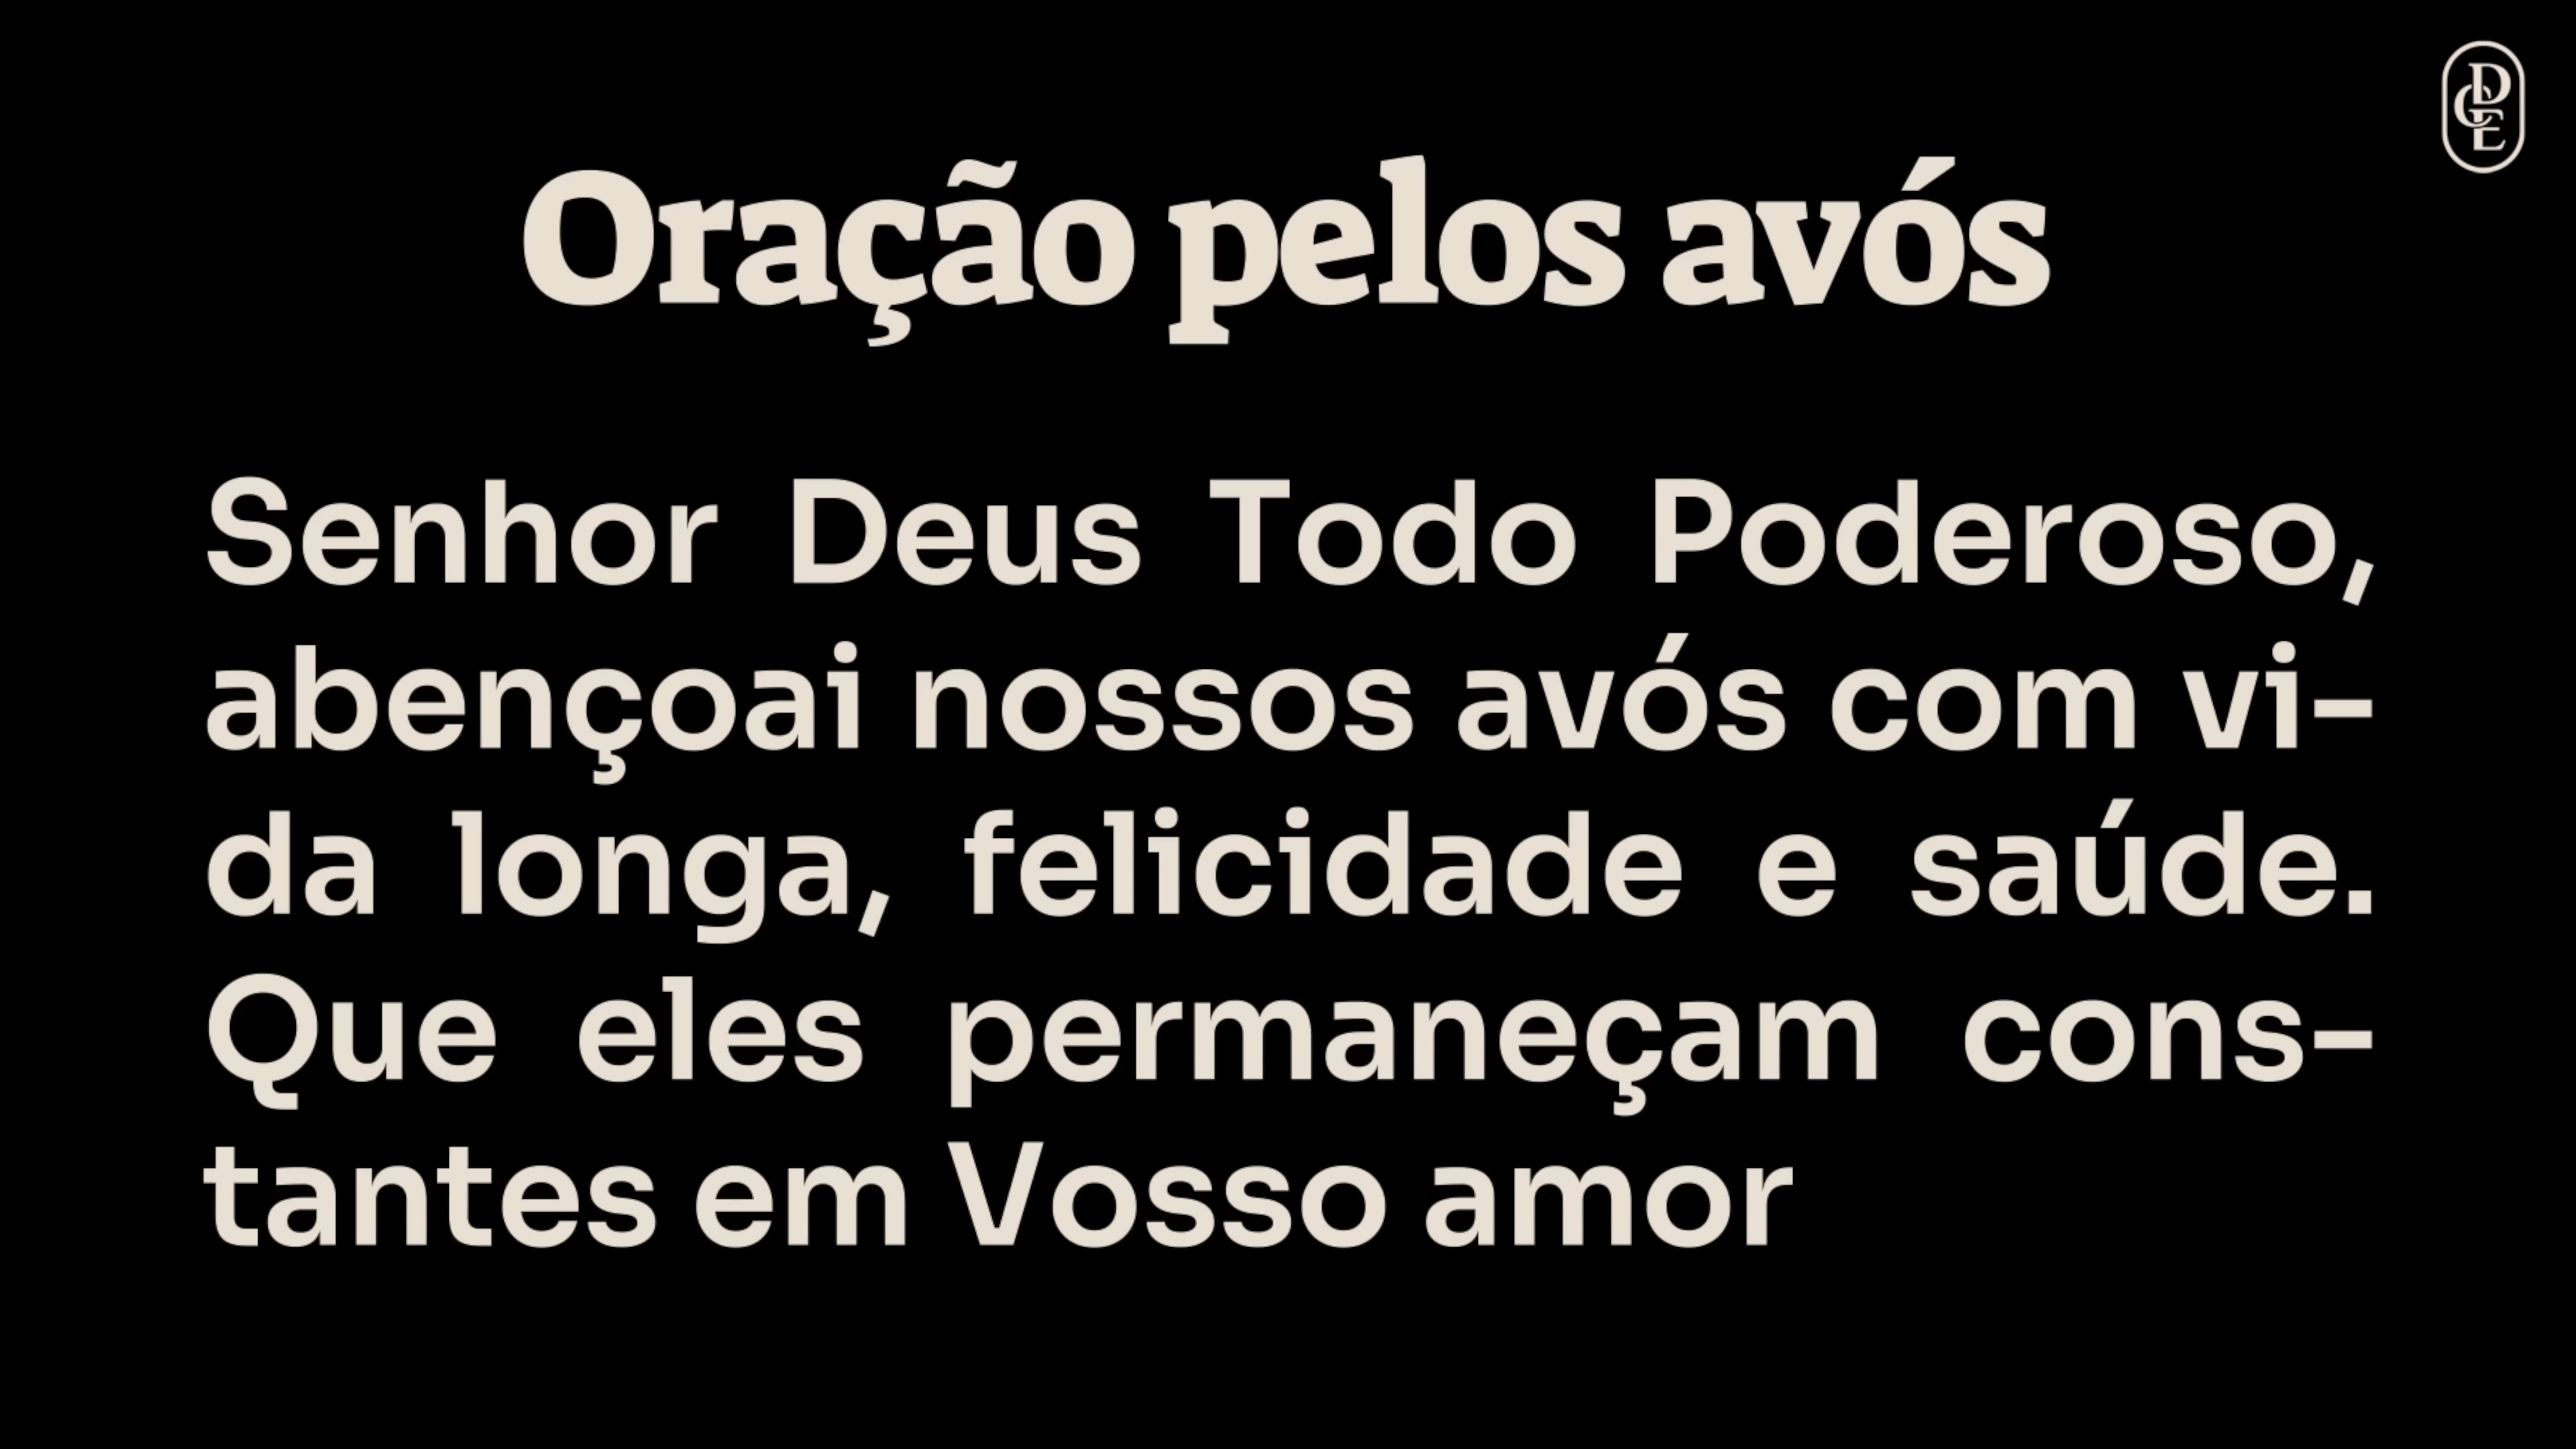 Oração pelos avós
Senhor Deus Todo Poderoso,
abençoai nossos avós com vi-
da longa, felicidade e saúde.
Que eles permaneçam cons-
tantes em Vosso amor
DCE